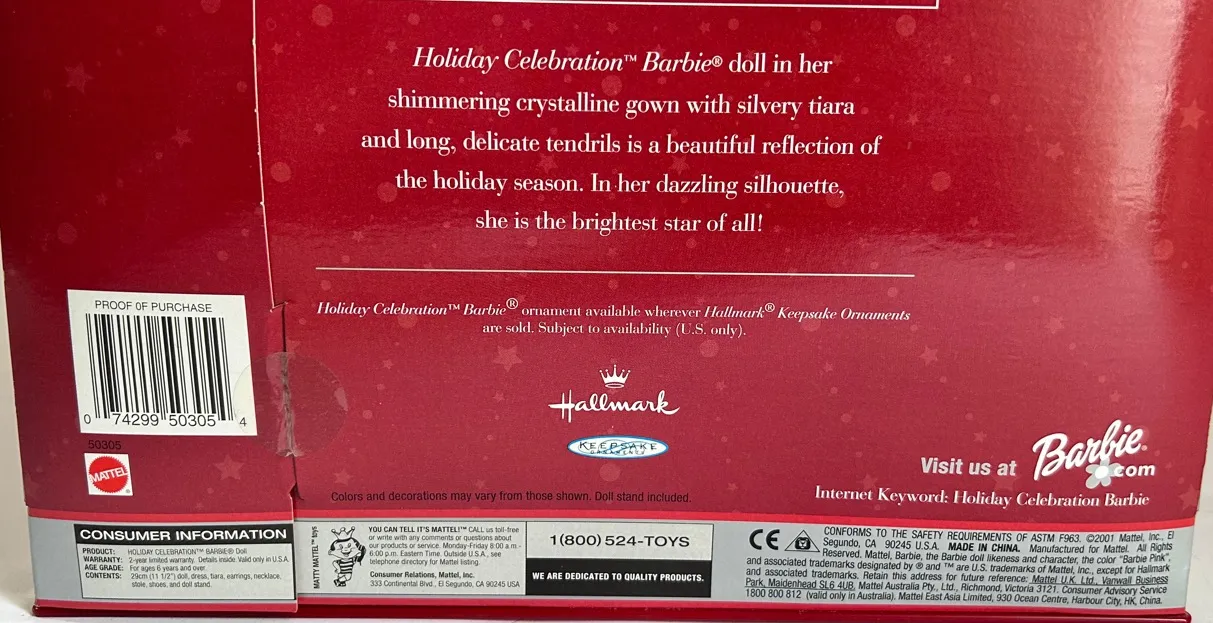 Holiday Celebration™ Barbie® doll in her
shimmering crystalline gown with silvery tiara
and long, delicate tendrils is a beautiful reflection of
the holiday season. In her dazzling silhouette,
she is the brightest star of all!
Holiday Celebration™ Barbie® ornament available wherever Hallmark® Keepsake Ornaments
are sold. Subject to availability (U.S. only).
PROOF OF PURCHASE
0 74299 50305 4
50305
MATTEL®
Hallmark
KEEPSAKE
ORNAMENTS
Colors and decorations may vary from those shown. Doll stand included.
Visit us at Barbie.com
Internet Keyword: Holiday Celebration Barbie
CONSUMER INFORMATION
PRODUCT: HOLIDAY CELEBRATION™ BARBIE® Doll
WARRANTY: 2-year limited warranty. Details inside. Valid only in U.S.A.
AGE GRADE: For ages 6 years and over.
CONTENTS: 29cm (11 1/2") doll, dress, tiara, earrings, necklace,
stole, shoes, and doll stand.
MATTY MATTEL™ toys
YOU CAN TELL IT'S MATTEL!™ CALL us toll-free
or write with any comments or questions about
our products or service. Monday-Friday 8:00 a.m.-
6:00 p.m. Eastern Time. Outside U.S.A., see
telephone directory for Mattel listing.
Consumer Relations, Mattel, Inc.
333 Continental Blvd., El Segundo, CA 90245 USA
1(800) 524-TOYS
WE ARE DEDICATED TO QUALITY PRODUCTS.
CE
CONFORMS TO THE SAFETY REQUIREMENTS OF ASTM F963. ©2001 Mattel, Inc., El
Segundo, CA 90245 U.S.A. MADE IN CHINA. Manufactured for Mattel. All Rights
Reserved. Mattel, Barbie, the Barbie doll likeness and character, the color "Barbie Pink",
and associated trademarks designated by ® and ™ are U.S. trademarks of Mattel, Inc., except for Hallmark
and associated trademarks. Retain this address for future reference: Mattel U.K. Ltd., Vanwall Business
Park, Maidenhead SL6 4UB. Mattel Australia Pty., Ltd., Richmond, Victoria 3121. Consumer Advisory Service
1800 800 812 (valid only in Australia). Mattel East Asia Limited, 930 Ocean Centre, Harbour City, HK, China.